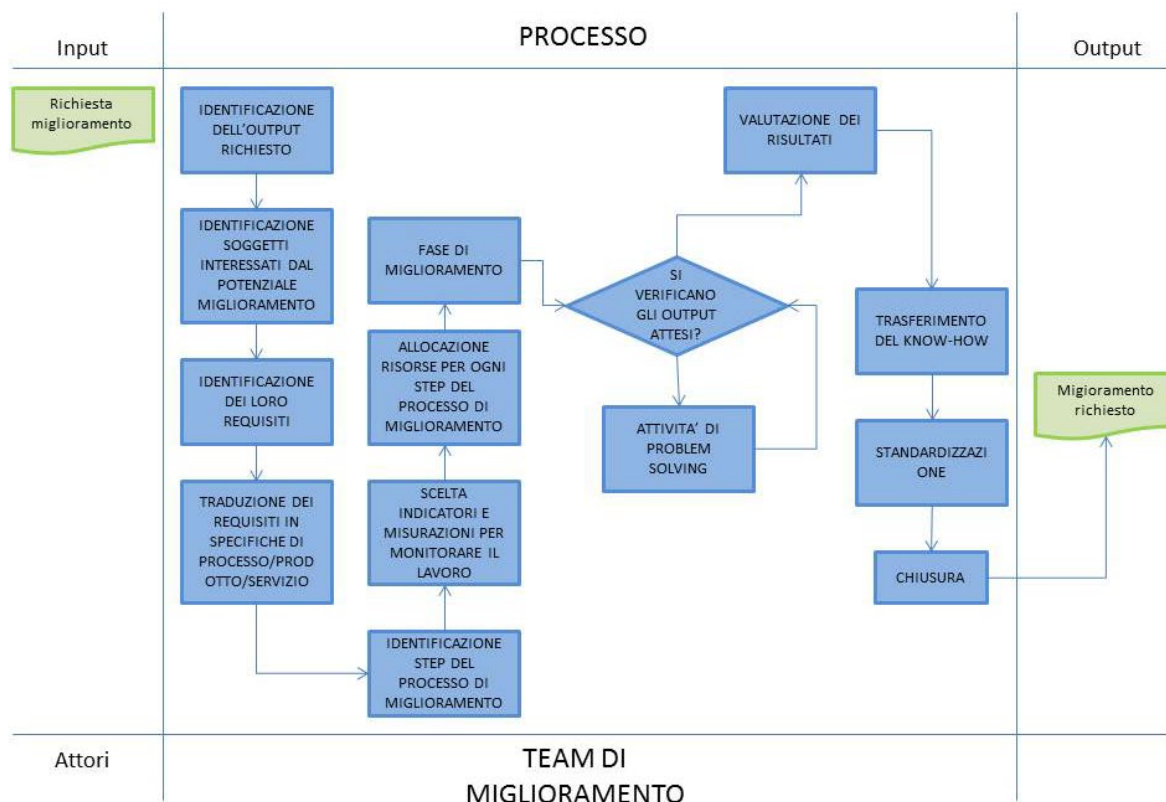 Input
PROCESSO
Output
Richiesta
miglioramento
IDENTIFICAZIONE
DELL'OUTPUT
RICHIESTO
IDENTIFICAZIONE
SOGGETTI
INTERESSATI DAL
POTENZIALE
MIGLIORAMENTO
IDENTIFICAZIONE
DEI LORO
REQUISITI
TRADUZIONE DEI
REQUISITI IN
SPECIFICHE DI
PROCESSO/PROD
OTTO/SERVIZIO
IDENTIFICAZIONE
STEP DEL
PROCESSO DI
MIGLIORAMENTO
SCELTA
INDICATORI E
MISURAZIONI PER
MONITORARE IL
LAVORO
ALLOCAZIONE
RISORSE PER OGNI
STEP DEL
PROCESSO DI
MIGLIORAMENTO
FASE DI
MIGLIORAMENTO
SI
VERIFICANO
GLI OUTPUT
ATTESI?
ATTIVITA' DI
PROBLEM
SOLVING
VALUTAZIONE DEI
RISULTATI
TRASFERIMENTO
DEL KNOW-HOW
STANDARDIZZAZI
ONE
CHIUSURA
Migioramento
richiesto
Attori
TEAM DI
MIGLIORAMENTO